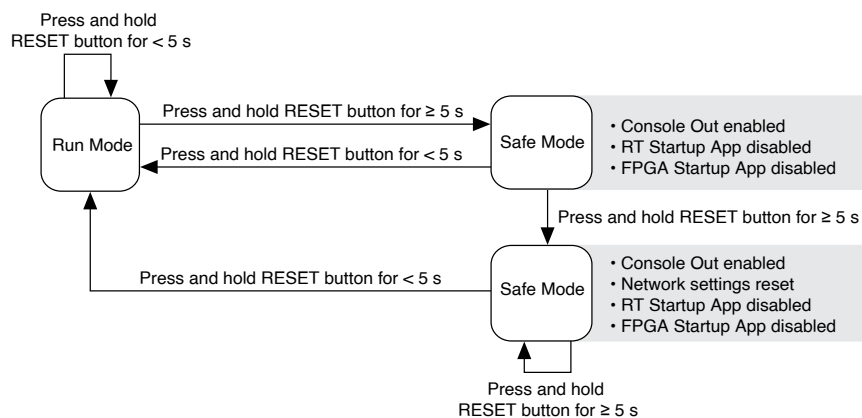 Press and hold
RESET button for < 5 s
Run Mode
Press and hold RESET button for ≥ 5 s
Press and hold RESET button for < 5 s
Safe Mode
• Console Out enabled
• RT Startup App disabled
• FPGA Startup App disabled
Press and hold RESET button for ≥ 5 s
Press and hold RESET button for < 5 s
Safe Mode
• Console Out enabled
• Network settings reset
• RT Startup App disabled
• FPGA Startup App disabled
Press and hold
RESET button for ≥ 5 s